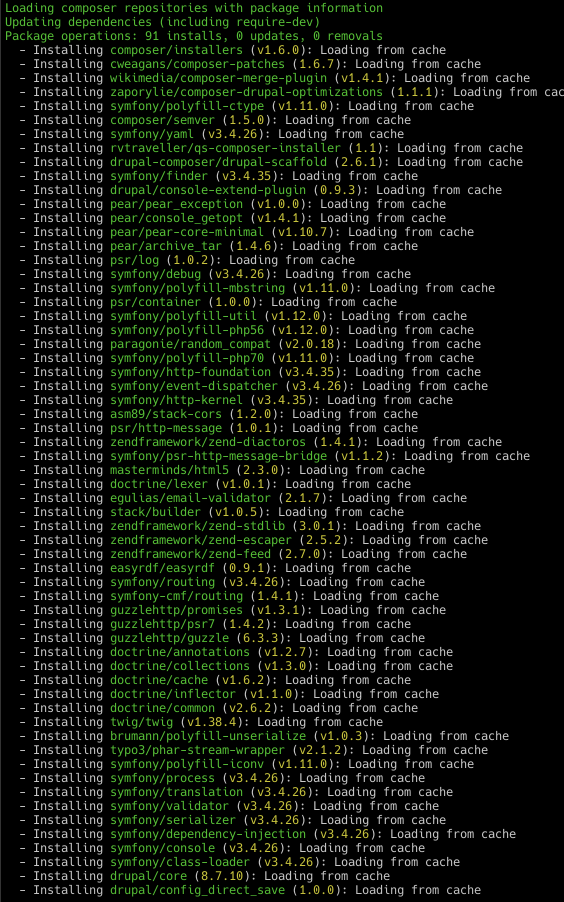 Loading composer repositories with package information
Updating dependencies (including require-dev)
Package operations: 91 installs, 0 updates, 0 removals
- Installing composer/installers (v1.6.0): Loading from cache
- Installing cweagans/composer-patches (1.6.7): Loading from cache
- Installing wikimedia/composer-merge-plugin (v1.4.1): Loading from cache
- Installing zaporylie/composer-drupal-optimizations (1.1.1): Loading from cac
- Installing symfony/polyfill-ctype (v1.11.0): Loading from cache
- Installing composer/semver (1.5.0): Loading from cache
- Installing symfony/yaml (v3.4.26): Loading from cache
- Installing rvtraveller/qs-composer-installer (1.1): Loading from cache
- Installing drupal-composer/drupal-scaffold (2.6.1): Loading from cache
- Installing symfony/finder (v3.4.35): Loading from cache
- Installing drupal/console-extend-plugin (0.9.3): Loading from cache
- Installing pear/pear_exception (v1.0.0): Loading from cache
- Installing pear/console_getopt (v1.4.1): Loading from cache
- Installing pear/pear-core-minimal (v1.10.7): Loading from cache
- Installing pear/archive_tar (1.4.6): Loading from cache
- Installing psr/log (1.0.2): Loading from cache
- Installing symfony/debug (v3.4.26): Loading from cache
- Installing symfony/polyfill-mbstring (v1.11.0): Loading from cache
- Installing psr/container (1.0.0): Loading from cache
- Installing symfony/polyfill-util (v1.12.0): Loading from cache
- Installing symfony/polyfill-php56 (v1.12.0): Loading from cache
- Installing paragonie/random_compat (v2.0.18): Loading from cache
- Installing symfony/polyfill-php70 (v1.11.0): Loading from cache
- Installing symfony/http-foundation (v3.4.35): Loading from cache
- Installing symfony/event-dispatcher (v3.4.26): Loading from cache
- Installing symfony/http-kernel (v3.4.35): Loading from cache
- Installing asm89/stack-cors (1.2.0): Loading from cache
- Installing psr/http-message (1.0.1): Loading from cache
- Installing zendframework/zend-diactoros (1.4.1): Loading from cache
- Installing symfony/psr-http-message-bridge (v1.1.2): Loading from cache
- Installing masterminds/html5 (2.3.0): Loading from cache
- Installing doctrine/lexer (v1.0.1): Loading from cache
- Installing egulias/email-validator (2.1.7): Loading from cache
- Installing stack/builder (v1.0.5): Loading from cache
- Installing zendframework/zend-stdlib (3.0.1): Loading from cache
- Installing zendframework/zend-escaper (2.5.2): Loading from cache
- Installing zendframework/zend-feed (2.7.0): Loading from cache
- Installing easyrdf/easyrdf (0.9.1): Loading from cache
- Installing symfony/routing (v3.4.26): Loading from cache
- Installing symfony-cmf/routing (1.4.1): Loading from cache
- Installing guzzlehttp/promises (v1.3.1): Loading from cache
- Installing guzzlehttp/psr7 (1.4.2): Loading from cache
- Installing guzzlehttp/guzzle (6.3.3): Loading from cache
- Installing doctrine/annotations (v1.2.7): Loading from cache
- Installing doctrine/collections (v1.3.0): Loading from cache
- Installing doctrine/cache (v1.6.2): Loading from cache
- Installing doctrine/inflector (v1.1.0): Loading from cache
- Installing doctrine/common (v2.6.2): Loading from cache
- Installing twig/twig (v1.38.4): Loading from cache
- Installing brumann/polyfill-unserialize (v1.0.3): Loading from cache
- Installing typo3/phar-stream-wrapper (v2.1.2): Loading from cache
- Installing symfony/polyfill-iconv (v1.11.0): Loading from cache
- Installing symfony/process (v3.4.26): Loading from cache
- Installing symfony/translation (v3.4.26): Loading from cache
- Installing symfony/validator (v3.4.26): Loading from cache
- Installing symfony/serializer (v3.4.26): Loading from cache
- Installing symfony/dependency-injection (v3.4.26): Loading from cache
- Installing symfony/console (v3.4.26): Loading from cache
- Installing symfony/class-loader (v3.4.26): Loading from cache
- Installing drupal/core (8.7.10): Loading from cache
- Installing drupal/config_direct_save (1.0.0): Loading from cache